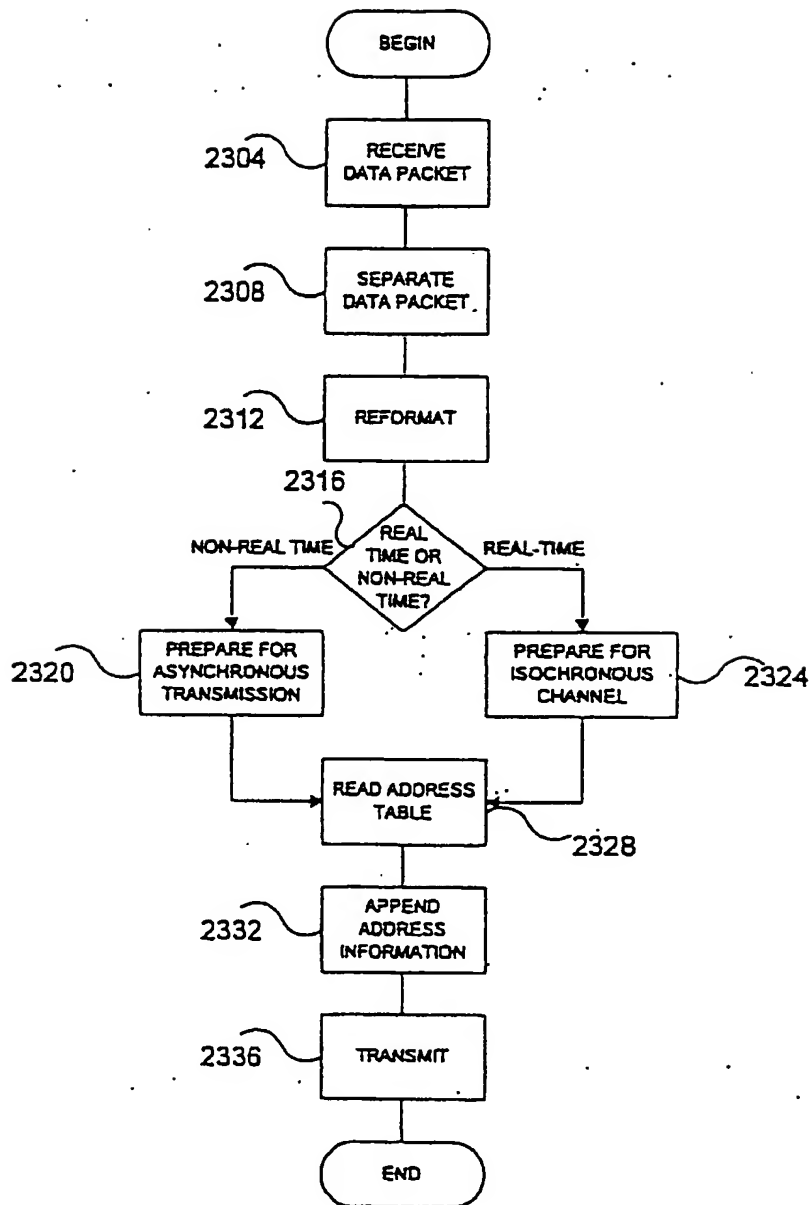 BEGIN
2304
RECEIVE
DATA PACKET
2308
SEPARATE
DATA PACKET
2312
REFORMAT
2316
NON-REAL TIME
REAL
TIME OR
NON-REAL
TIME?
REAL-TIME
2320
PREPARE FOR
ASYNCHRONOUS
TRANSMISSION
PREPARE FOR
ISOCHRONOUS
CHANNEL
2324
READ ADDRESS
TABLE
2328
2332
APPEND
ADDRESS
INFORMATION
2336
TRANSMIT
END